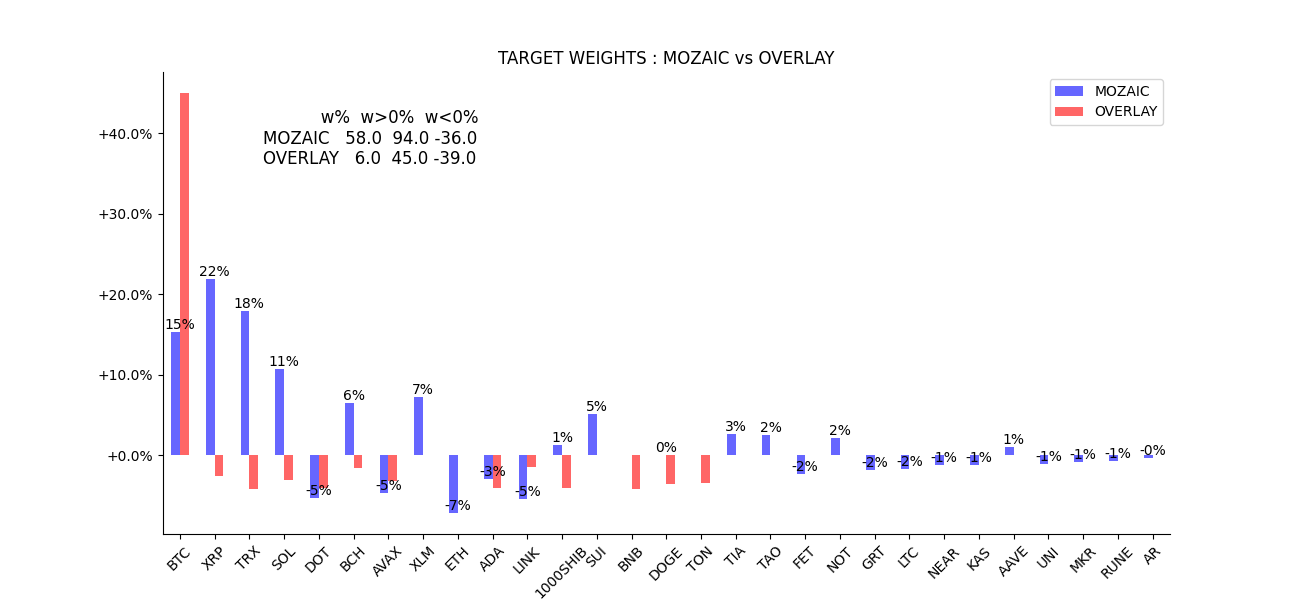 TARGET WEIGHTS : MOZAIC vs OVERLAY
MOZAIC
OVERLAY
w% w>0% w<0%
MOZAIC 58.0 94.0 -36.0
OVERLAY 6.0 45.0 -39.0
+40.0%
+30.0%
+20.0%
+10.0%
+0.0%
15%
22%
18%
11%
-5%
6%
-5%
7%
-7%
-3%
-5%
1%
5%
0%
3%
2%
-2%
2%
-2%
-2%
-1%
-1%
1%
-1%
-1%
-1%
-0%
BTC
XRP
TRX
SOL
DOT
BCH
AVAX
XLM
ETH
ADA
LINK
1000SHIB
SUI
BNB
DOGE
TON
TIA
TAO
FET
NOT
GRT
LTC
NEAR
KAS
AAVE
UNI
MKR
RUNE
AR